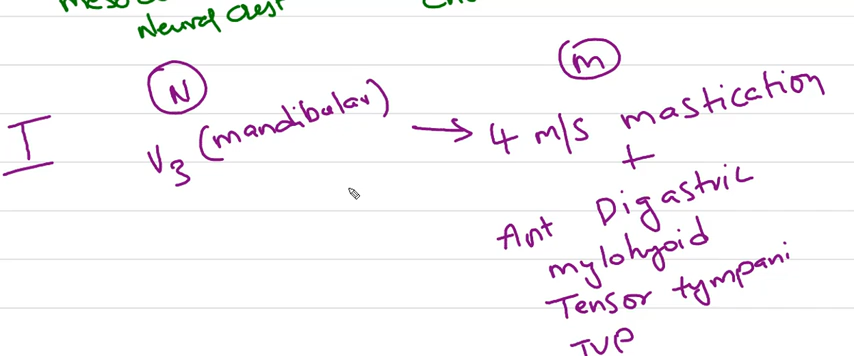 Neural Crest
N m
I V3 (mandibular) → 4 m/s mastication
+
Ant Digastric
mylohyoid
Tensor tympani
TVP